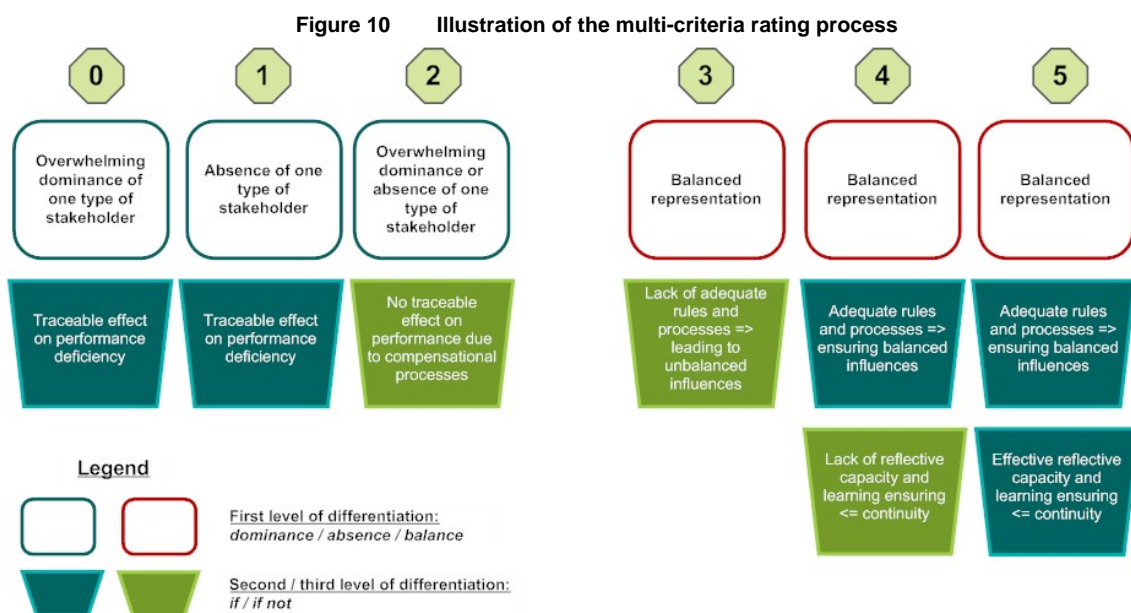 Figure 10 Illustration of the multi-criteria rating process
0
1
2
3
4
5
Overwhelming
dominance of
one type of
stakeholder
Absence of one
type of
stakeholder
Overwhelming
dominance or
absence of one
type of
stakeholder
Balanced
representation
Balanced
representation
Balanced
representation
Traceable effect
on performance
deficiency
Traceable effect
on performance
deficiency
No traceable
effect on
performance due
to compensational
processes
Lack of adequate
rules and
processes =>
leading to
unbalanced
influences
Adequate rules
and processes =>
ensuring balanced
influences
Adequate rules
and processes =>
ensuring balanced
influences
Lack of reflective
capacity and
learning ensuring
<= continuity
Effective reflective
capacity and
learning ensuring
<= continuity
Legend
First level of differentiation:
dominance / absence / balance
Second / third level of differentiation:
if / if not